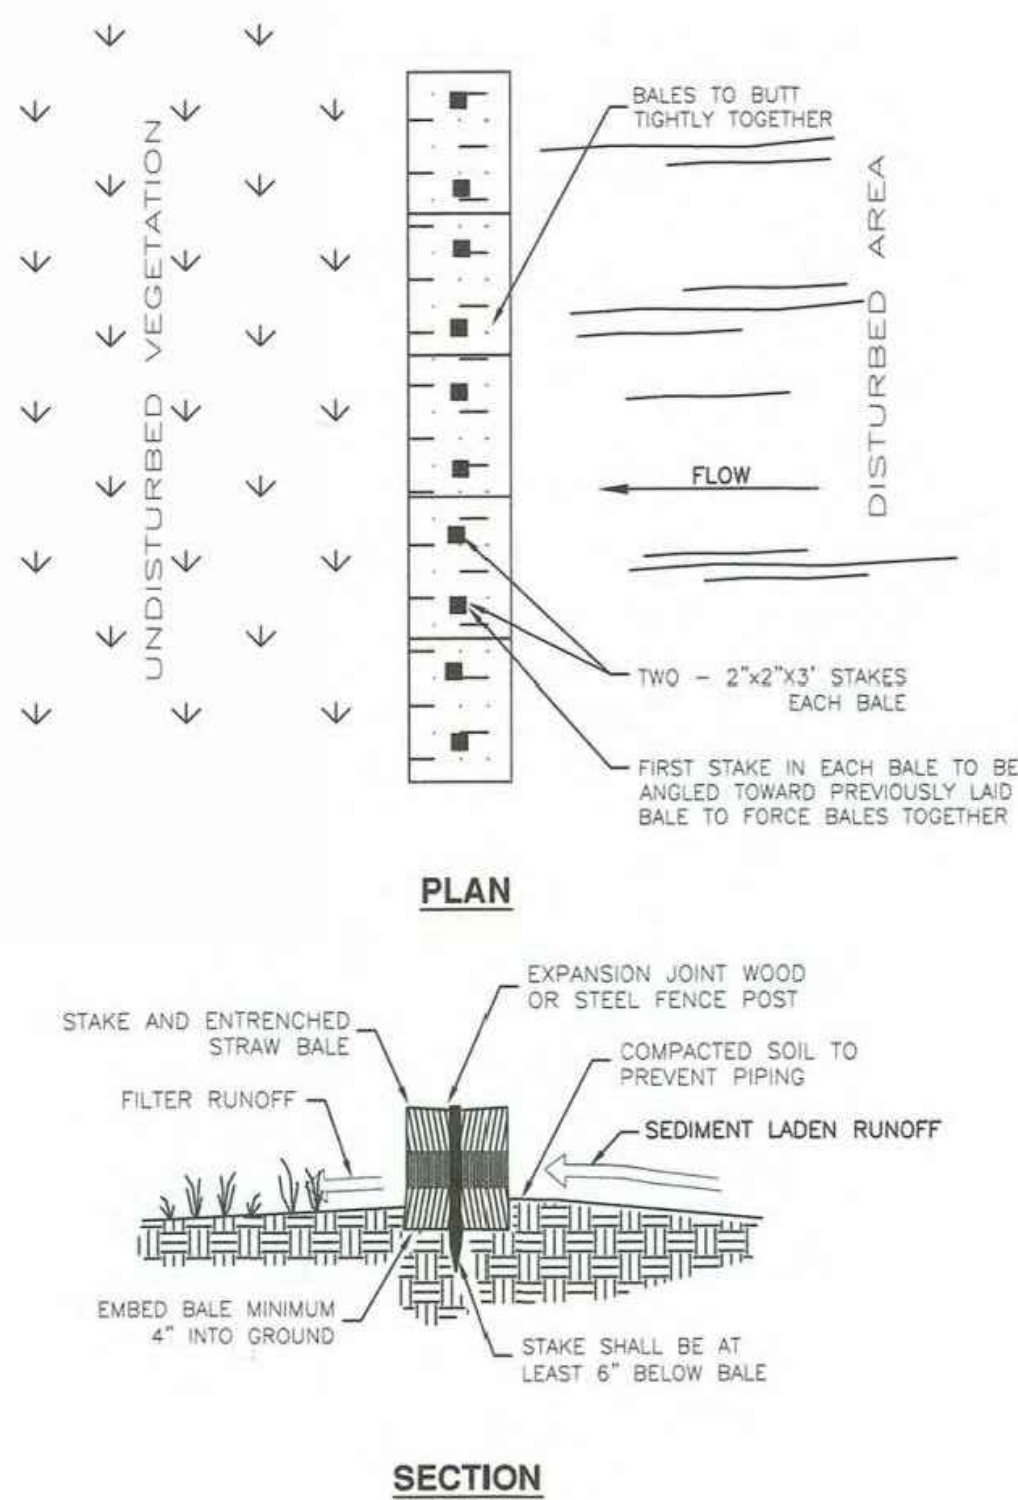 BALES TO BUTT
TIGHTLY TOGETHER
UNDISTURBED VEGETATION
DISTURBED AREA
FLOW
TWO - 2"x2"X3' STAKES
EACH BALE
FIRST STAKE IN EACH BALE TO BE
ANGLED TOWARD PREVIOUSLY LAID
BALE TO FORCE BALES TOGETHER
PLAN
EXPANSION JOINT WOOD
OR STEEL FENCE POST
STAKE AND ENTRENCHED
STRAW BALE
COMPACTED SOIL TO
PREVENT PIPING
FILTER RUNOFF
SEDIMENT LADEN RUNOFF
EMBED BALE MINIMUM
4" INTO GROUND
STAKE SHALL BE AT
LEAST 6" BELOW BALE
SECTION